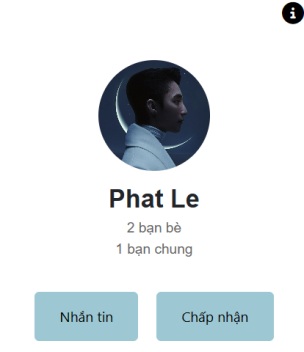 Phat Le
2 bạn bè
1 bạn chung
Nhắn tin
Chấp nhận